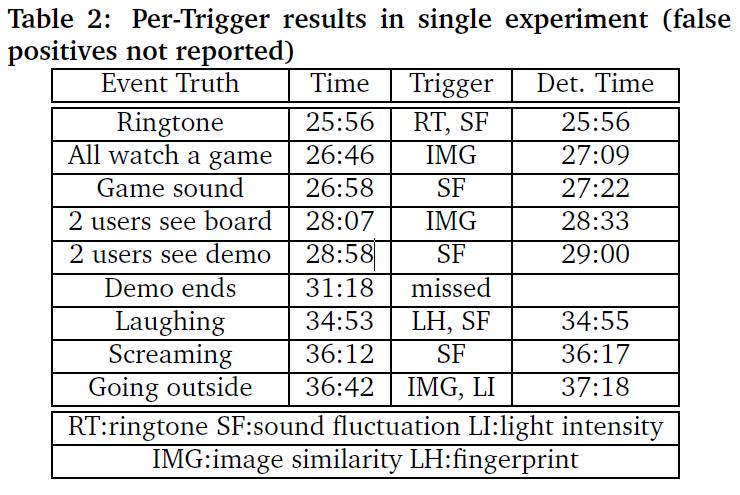 Table 2: Per-Trigger results in single experiment (false
positives not reported)
Event Truth Time Trigger Det. Time
Ringtone 25:56 RT, SF 25:56
All watch a game 26:46 IMG 27:09
Game sound 26:58 SF 27:22
2 users see board 28:07 IMG 28:33
2 users see demo 28:58 SF 29:00
Demo ends 31:18 missed
Laughing 34:53 LH, SF 34:55
Screaming 36:12 SF 36:17
Going outside 36:42 IMG, LI 37:18
RT:ringtone SF:sound fluctuation LI:light intensity
IMG:image similarity LH:fingerprint